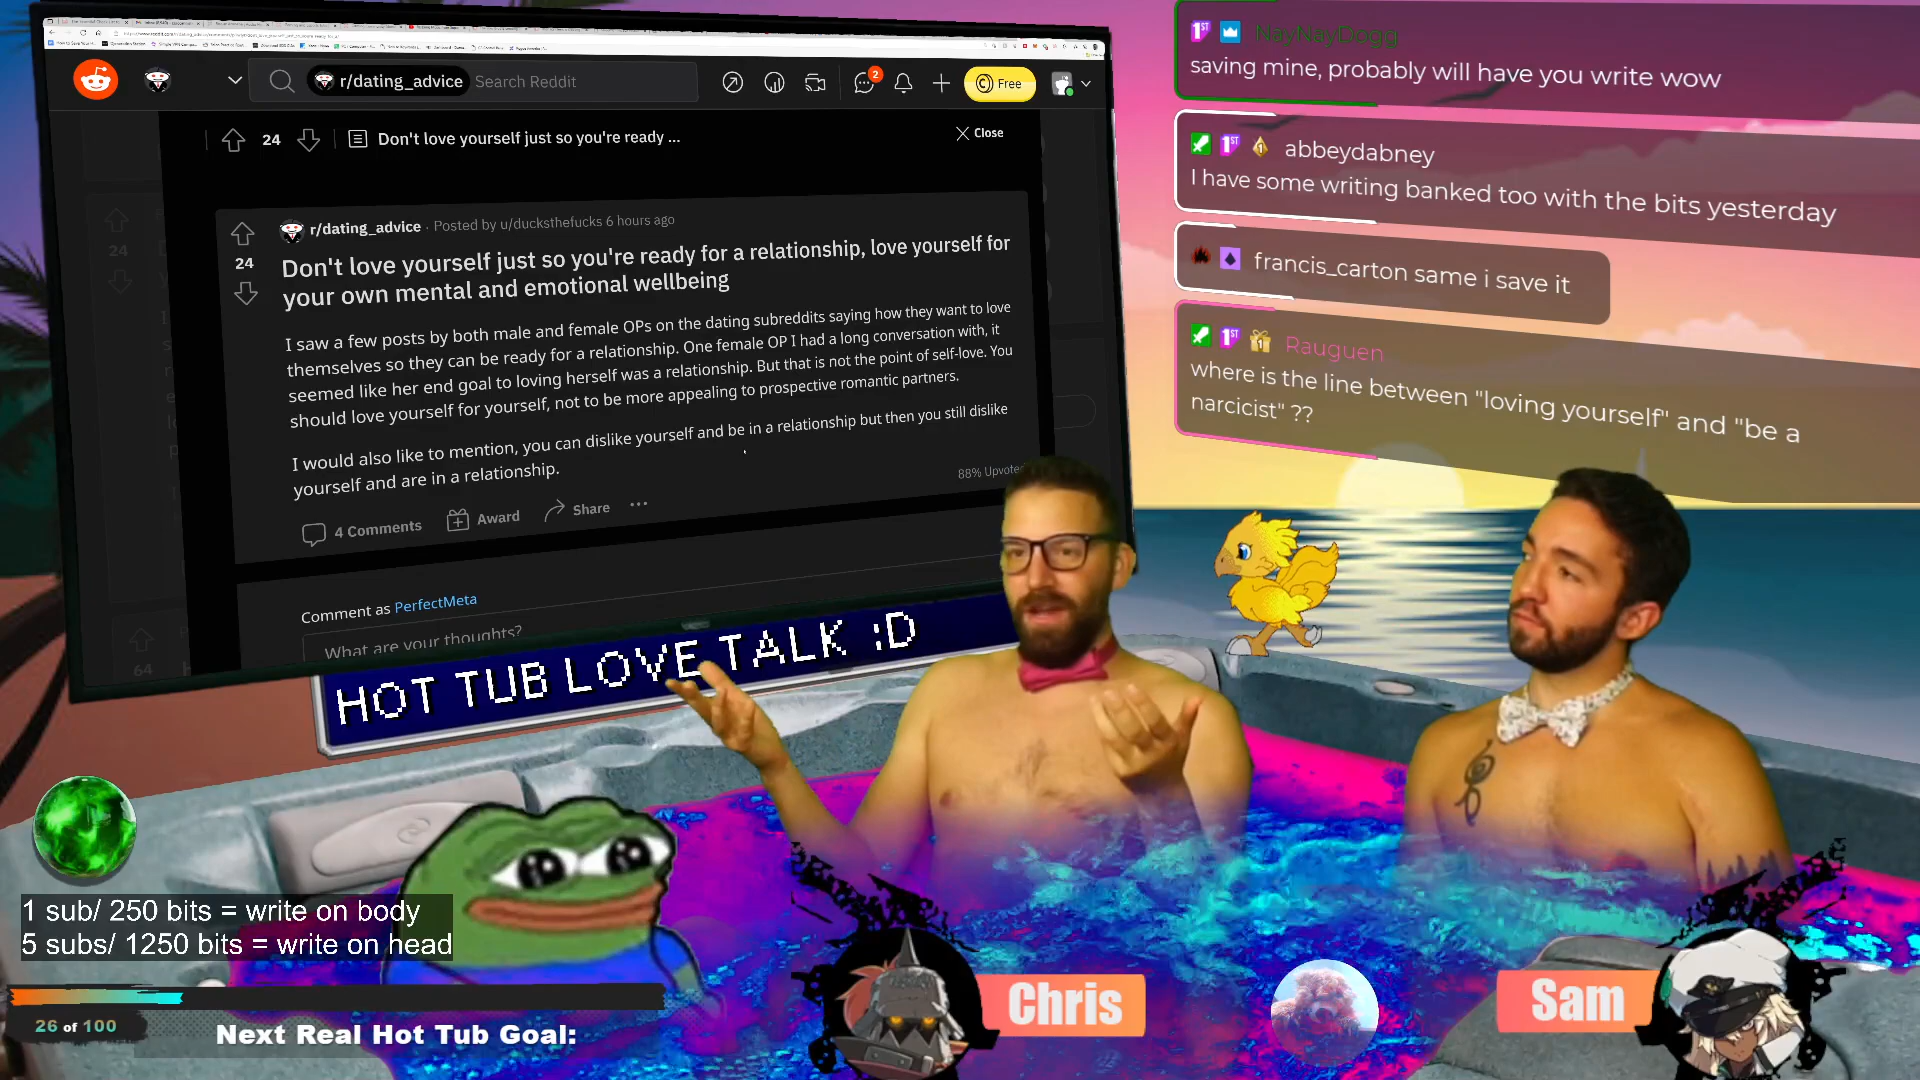 r/dating_advice Search Reddit
2
Free
24
Don't love yourself just so you're ready ...
Close
r/dating_advice · Posted by u/ducksthefucks 6 hours ago
24
Don't love yourself just so you're ready for a relationship, love yourself for
your own mental and emotional wellbeing
I saw a few posts by both male and female OPs on the dating subreddits saying how they want to love
themselves so they can be ready for a relationship. One female OP I had a long conversation with, it
seemed like her end goal to loving herself was a relationship. But that is not the point of self-love. You
should love yourself for yourself, not to be more appealing to prospective romantic partners.
I would also like to mention, you can dislike yourself and be in a relationship but then you still dislike
yourself and are in a relationship.
88% Upvoted
4 Comments Award Share ...
Comment as PerfectMeta
What are your thoughts?
24
64
HOT TUB LOVE TALK :D
1ST NayNayDogg
saving mine, probably will have you write wow
1ST 1 abbeydabney
I have some writing banked too with the bits yesterday
francis_carton same i save it
1ST 1 Rauguen
where is the line between "loving yourself" and "be a
narcicist" ??
1 sub/ 250 bits = write on body
5 subs/ 1250 bits = write on head
26 of 100
Next Real Hot Tub Goal:
Chris
Sam